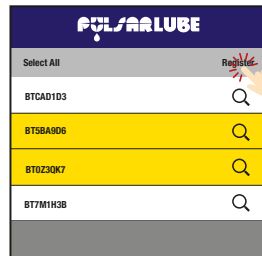 PULSARLUBE
Select All Register
BTCAD1D3
BT5BA9D6
BT0Z3QK7
BT7M1H3B